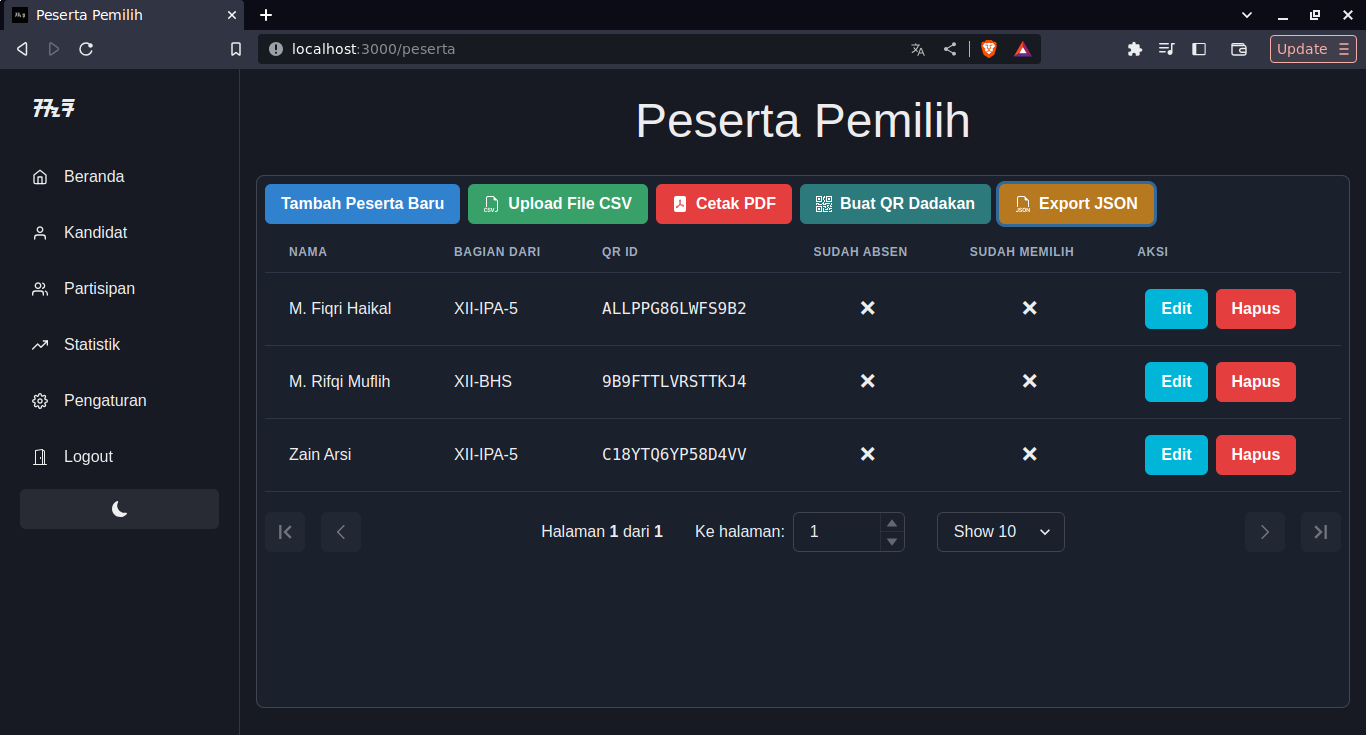 Peserta Pemilih
localhost:3000/peserta
Update
Beranda
Kandidat
Partisipan
Statistik
Pengaturan
Logout
Peserta Pemilih
Tambah Peserta Baru
CSV Upload File CSV
Cetak PDF
Buat QR Dadakan
JSON Export JSON
NAMA BAGIAN DARI QR ID SUDAH ABSEN SUDAH MEMILIH AKSI
M. Fiqri Haikal XII-IPA-5 ALLPPG86LWFS9B2 Edit Hapus
M. Rifqi Muflih XII-BHS 9B9FTTLVRSTTKJ4 Edit Hapus
Zain Arsi XII-IPA-5 C18YTQ6YP58D4VV Edit Hapus
Halaman 1 dari 1 Ke halaman: 1 Show 10